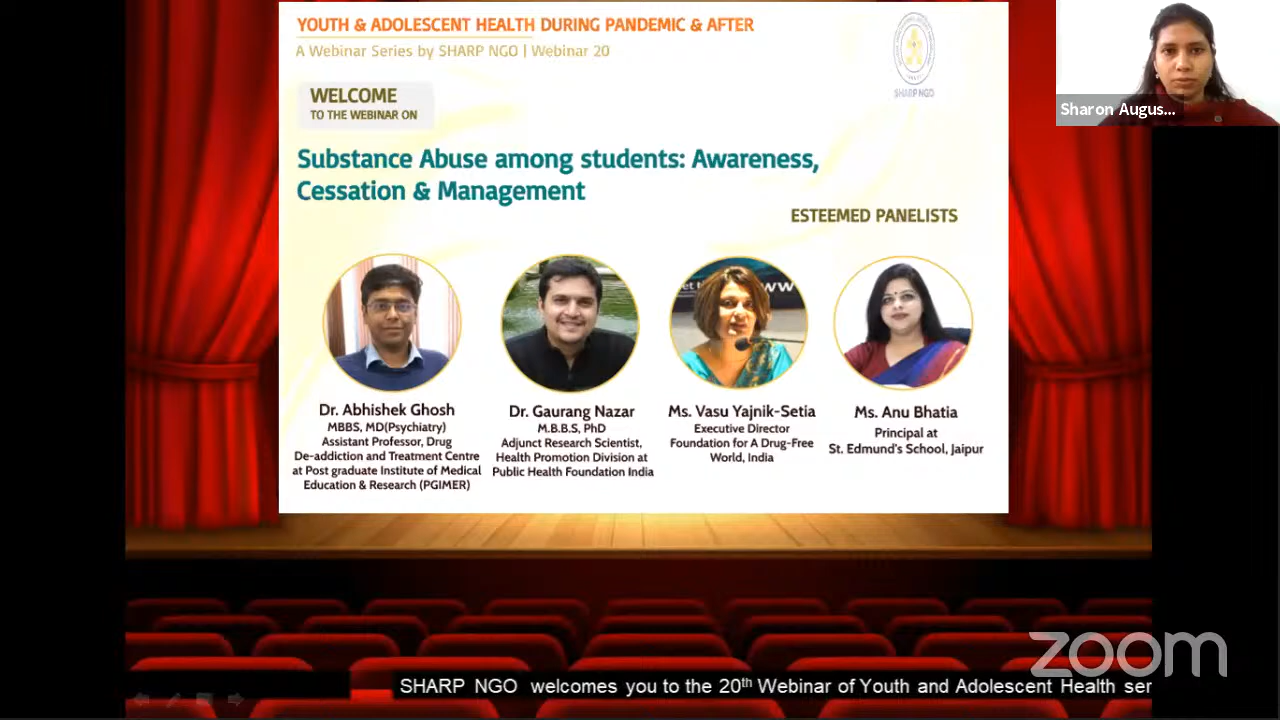 YOUTH & ADOLESCENT HEALTH DURING PANDEMIC & AFTER
A Webinar Series by SHARP NGO | Webinar 20
SHARP NGO
WELCOME
TO THE WEBINAR ON
Substance Abuse among students: Awareness,
Cessation & Management
ESTEEMED PANELISTS
Dr. Abhishek Ghosh
MBBS, MD(Psychiatry)
Assistant Professor, Drug
De-addiction and Treatment Centre
at Post graduate Institute of Medical
Education & Research (PGIMER)
Dr. Gaurang Nazar
M.B.B.S, PhD
Adjunct Research Scientist,
Health Promotion Division at
Public Health Foundation India
Ms. Vasu Yajnik-Setia
Executive Director
Foundation for A Drug-Free
World, India
Ms. Anu Bhatia
Principal at
St. Edmund's School, Jaipur
Sharon Augus...
zoom
SHARP NGO welcomes you to the 20th Webinar of Youth and Adolescent Health ser